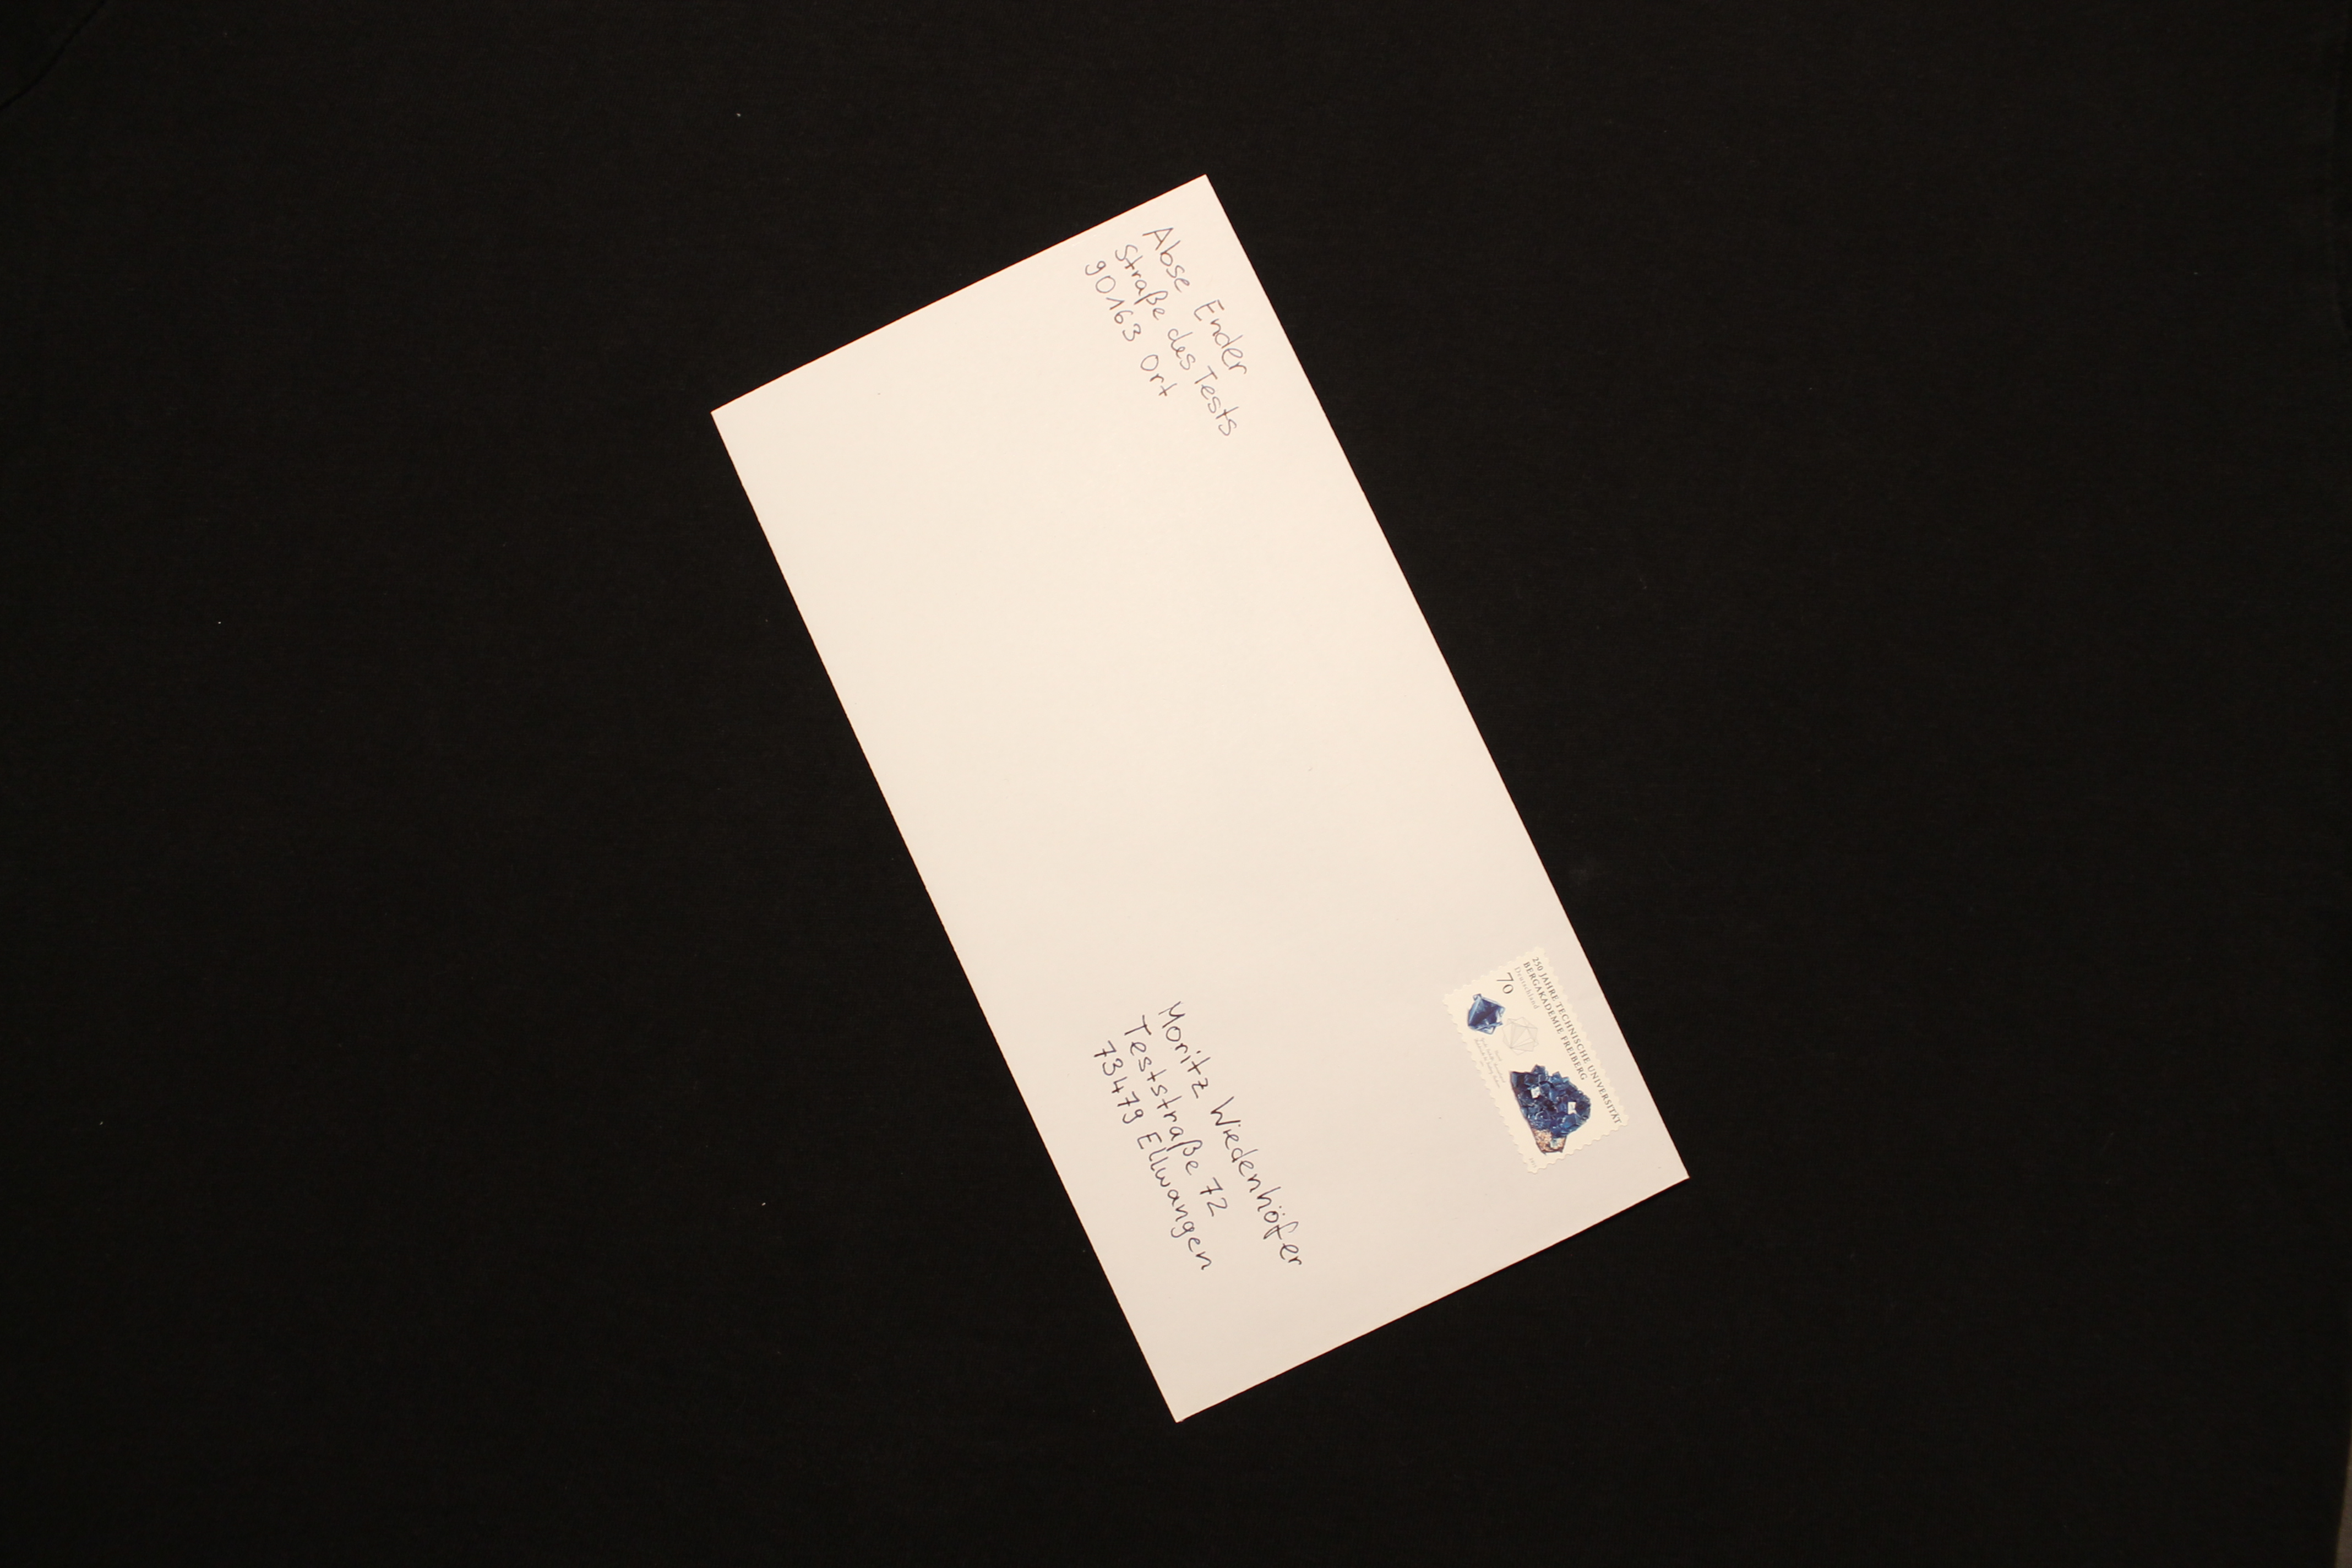 Abse Ender
Straße des Tests
90163 Ort
250 JAHRE TECHNISCHE UNIVERSITÄT
BERGAKADEMIE FREIBERG
Deutschland
70
Moritz Wiedenhöfer
Teststraße 72
73479 Ellwangen